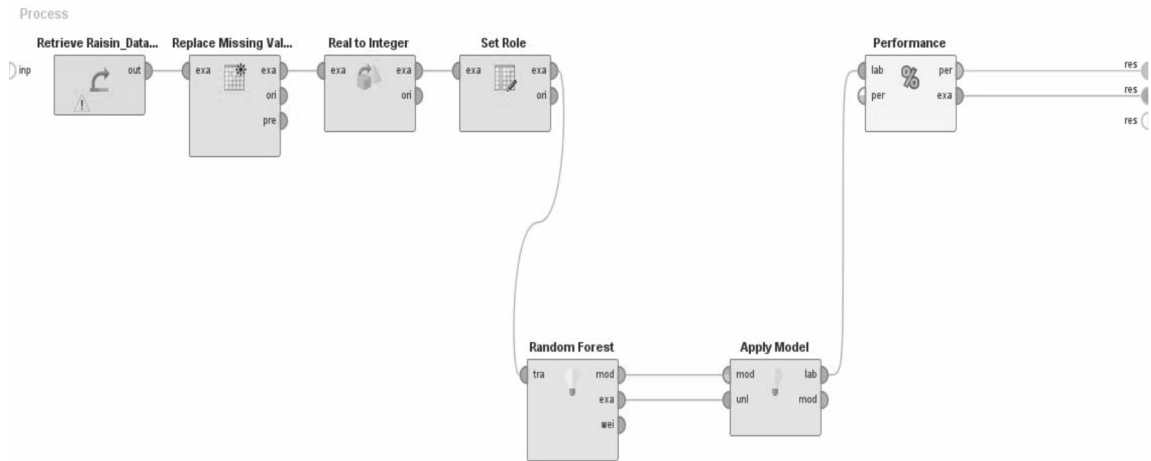 Process
Retrieve Raisin_Data... Replace Missing Val... Real to Integer Set Role Performance
inp out exa exa exa exa exa exa lab per res
ori ori ori per exa res
pre res
Random Forest Apply Model
tra mod mod lab
exa unl mod
wei